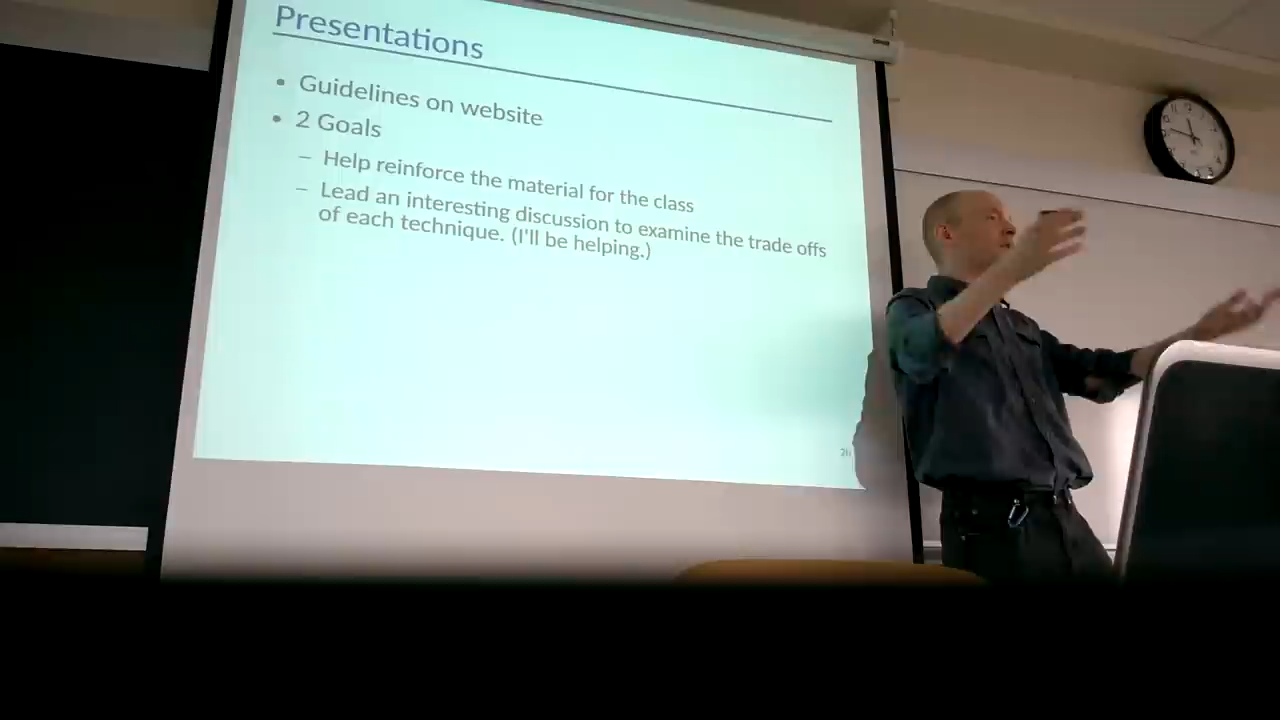 Presentations
• Guidelines on website
• 2 Goals
– Help reinforce the material for the class
– Lead an interesting discussion to examine the trade offs
of each technique. (I'll be helping.)